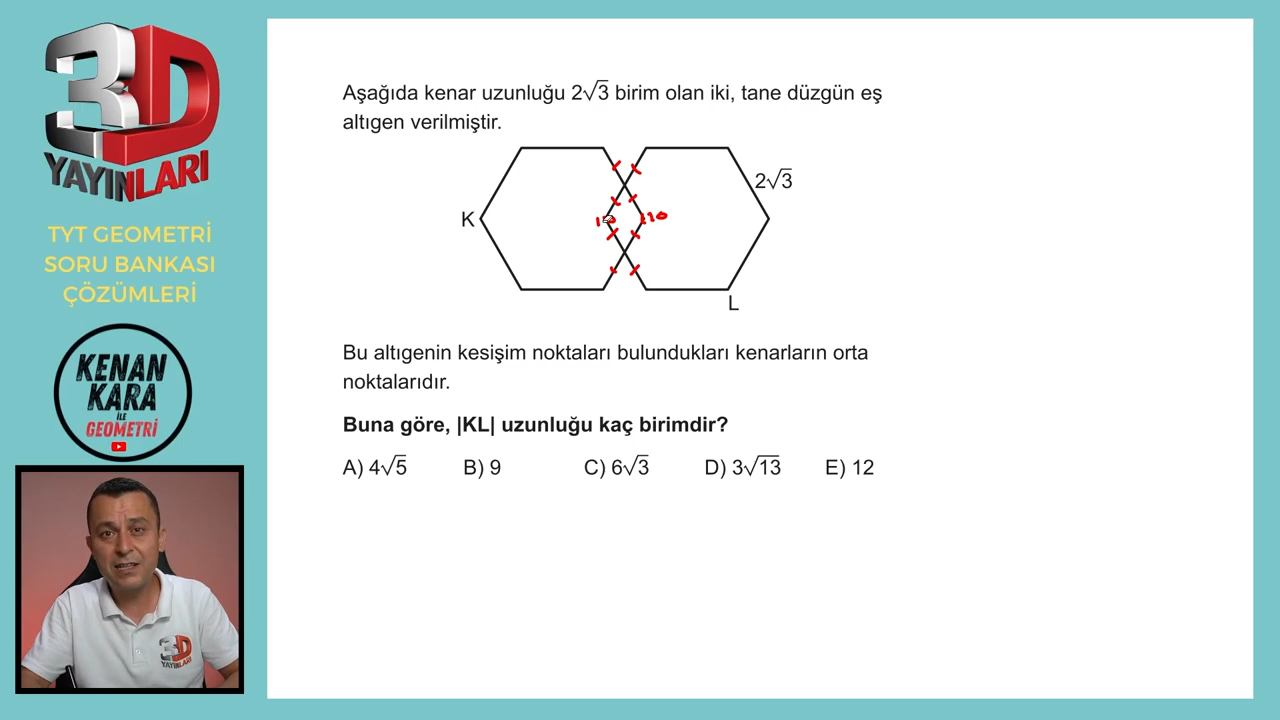 3D
YAYINLARI
TYT GEOMETRİ
SORU BANKASI
ÇÖZÜMLERİ
KENAN
KARA
İLE
GEOMETRİ
3D
YAYINLARI
Aşağıda kenar uzunluğu 2√3 birim olan iki, tane düzgün eş
altıgen verilmiştir.
2√3
K
L
Bu altıgenin kesişim noktaları bulundukları kenarların orta
noktalarıdır.
Buna göre, |KL| uzunluğu kaç birimdir?
A) 4√5 B) 9 C) 6√3 D) 3√13 E) 12